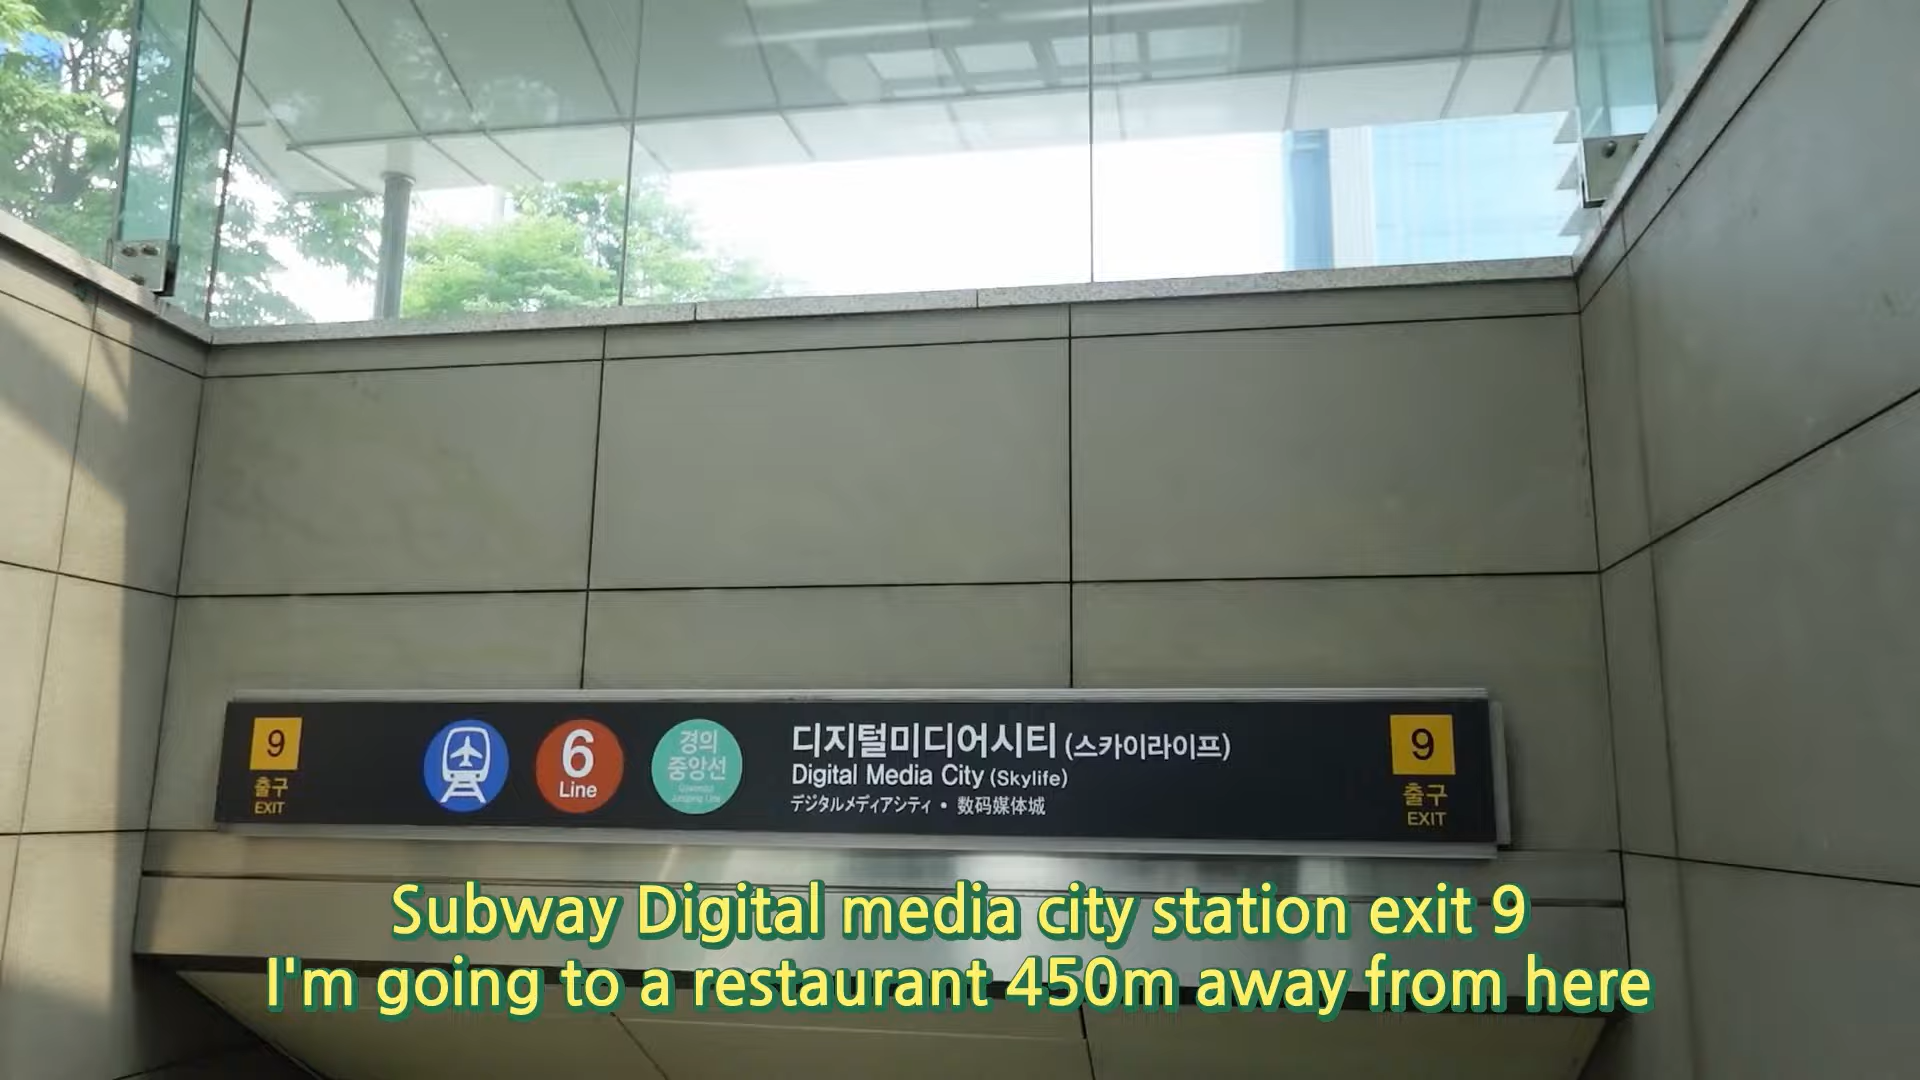 9
출구
EXIT
6
Line
경의
중앙선
디지털미디어시티 (스카이라이프)
Digital Media City (Skylife)
デジタルメディアシティ • 数码媒体城
9
출구
EXIT
Subway Digital media city station exit 9
I'm going to a restaurant 450m away from here